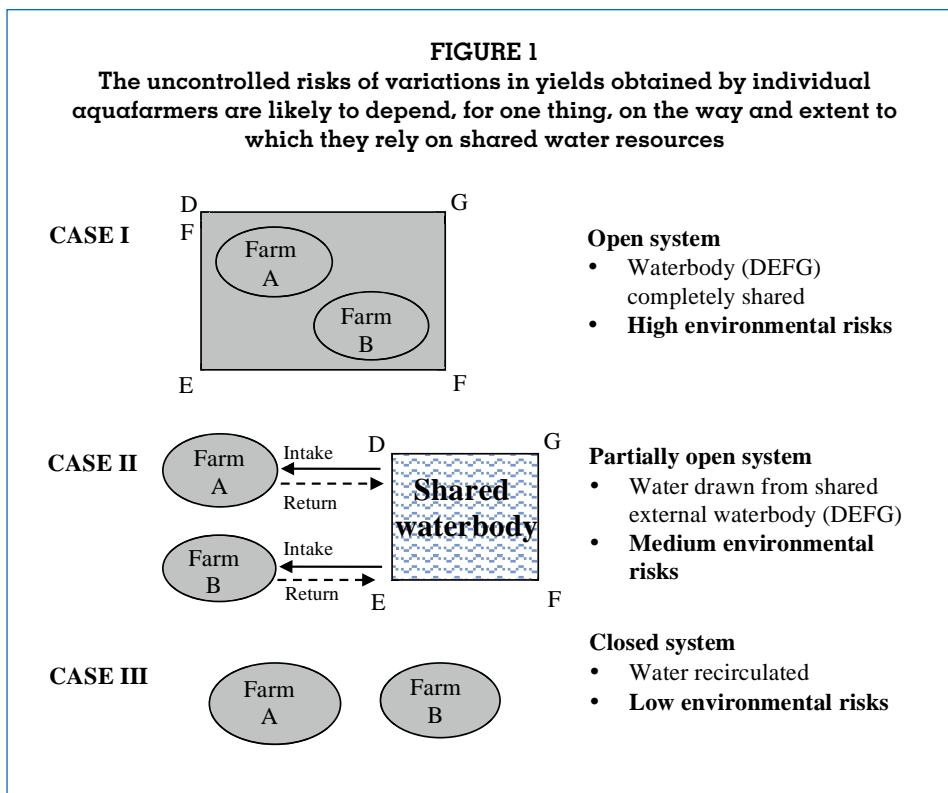 FIGURE 1
The uncontrolled risks of variations in yields obtained by individual
aquafarmers are likely to depend, for one thing, on the way and extent to
which they rely on shared water resources
CASE I
D
F
G
Farm
A
Farm
B
E
F
Open system
• Waterbody (DEFG)
completely shared
• High environmental risks
CASE II
Farm
A
Intake
Return
D
G
Shared
waterbody
Farm
B
Intake
Return
E
F
Partially open system
• Water drawn from shared
external waterbody (DEFG)
• Medium environmental
risks
CASE III
Farm
A
Farm
B
Closed system
• Water recirculated
• Low environmental risks